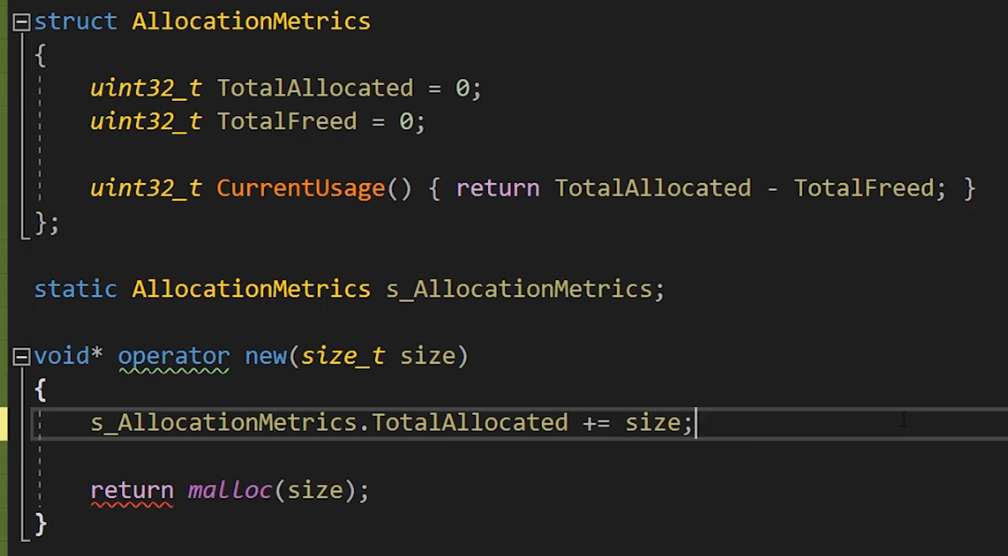 struct AllocationMetrics
{
    uint32_t TotalAllocated = 0;
    uint32_t TotalFreed = 0;
    uint32_t CurrentUsage() { return TotalAllocated - TotalFreed; }
};
static AllocationMetrics s_AllocationMetrics;
void* operator new(size_t size)
{
    s_AllocationMetrics.TotalAllocated += size;
    return malloc(size);
}